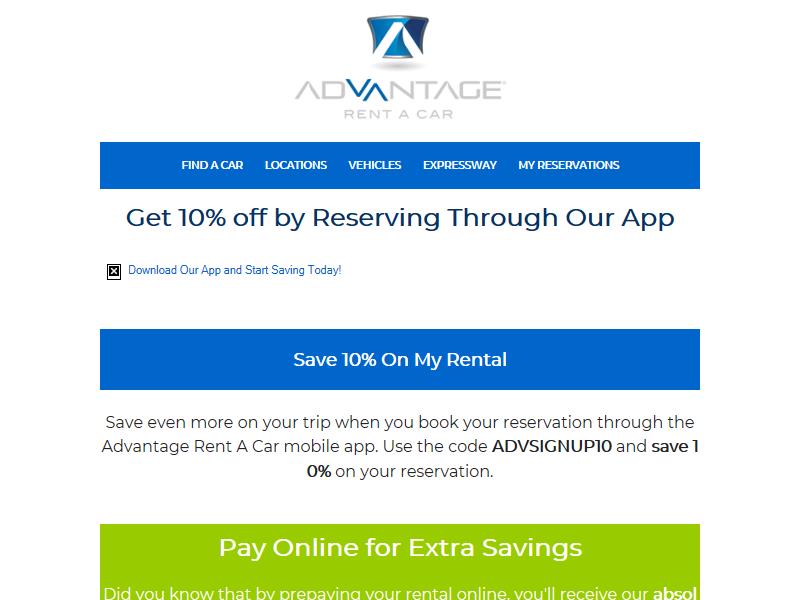 ADVANTAGE
RENT A CAR
FIND A CAR LOCATIONS VEHICLES EXPRESSWAY MY RESERVATIONS
Get 10% off by Reserving Through Our App
Download Our App and Start Saving Today!
Save 10% On My Rental
Save even more on your trip when you book your reservation through the
Advantage Rent A Car mobile app. Use the code ADVSIGNUP10 and save 1
0% on your reservation.
Pay Online for Extra Savings
Did you know that by prepaying your rental online, you'll receive our absol